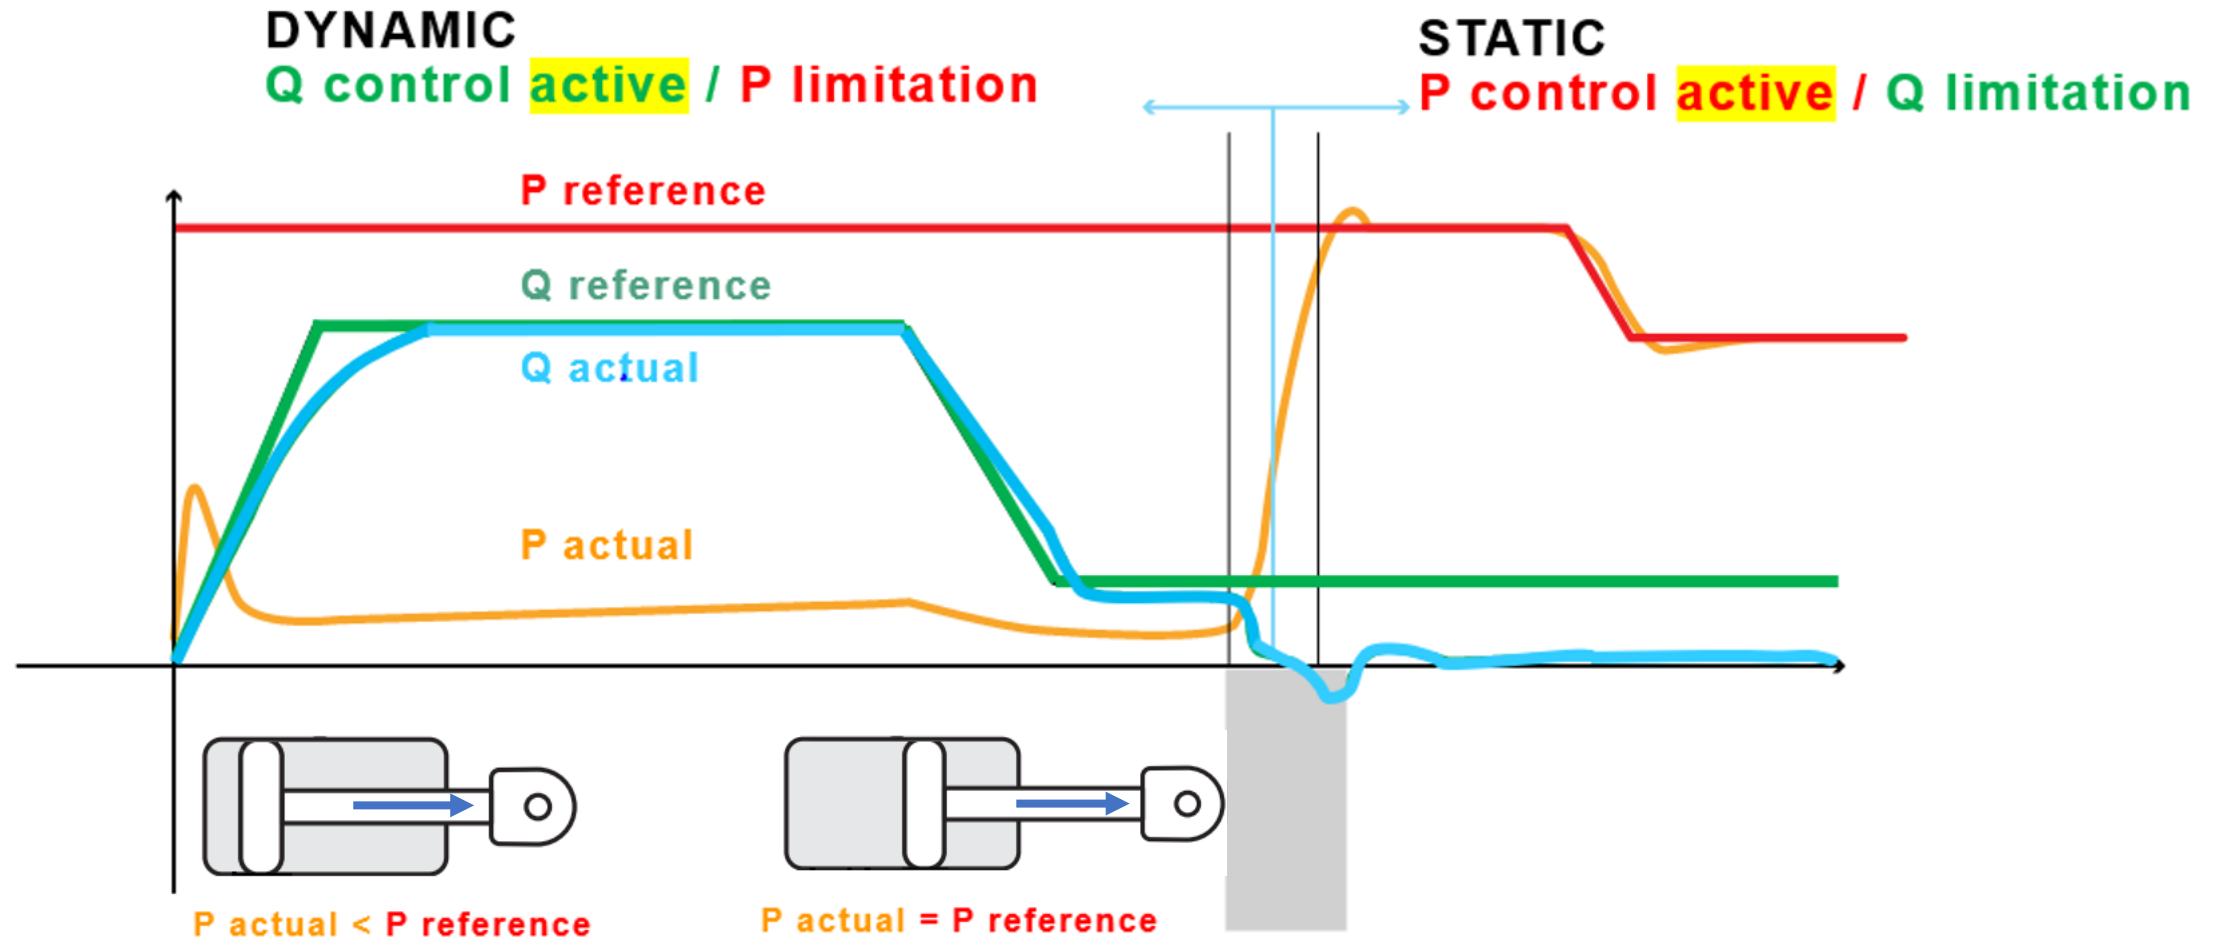 DYNAMIC
Q control active / P limitation
STATIC
P control active / Q limitation
P reference
Q reference
Q actual
P actual
P actual < P reference
P actual = P reference